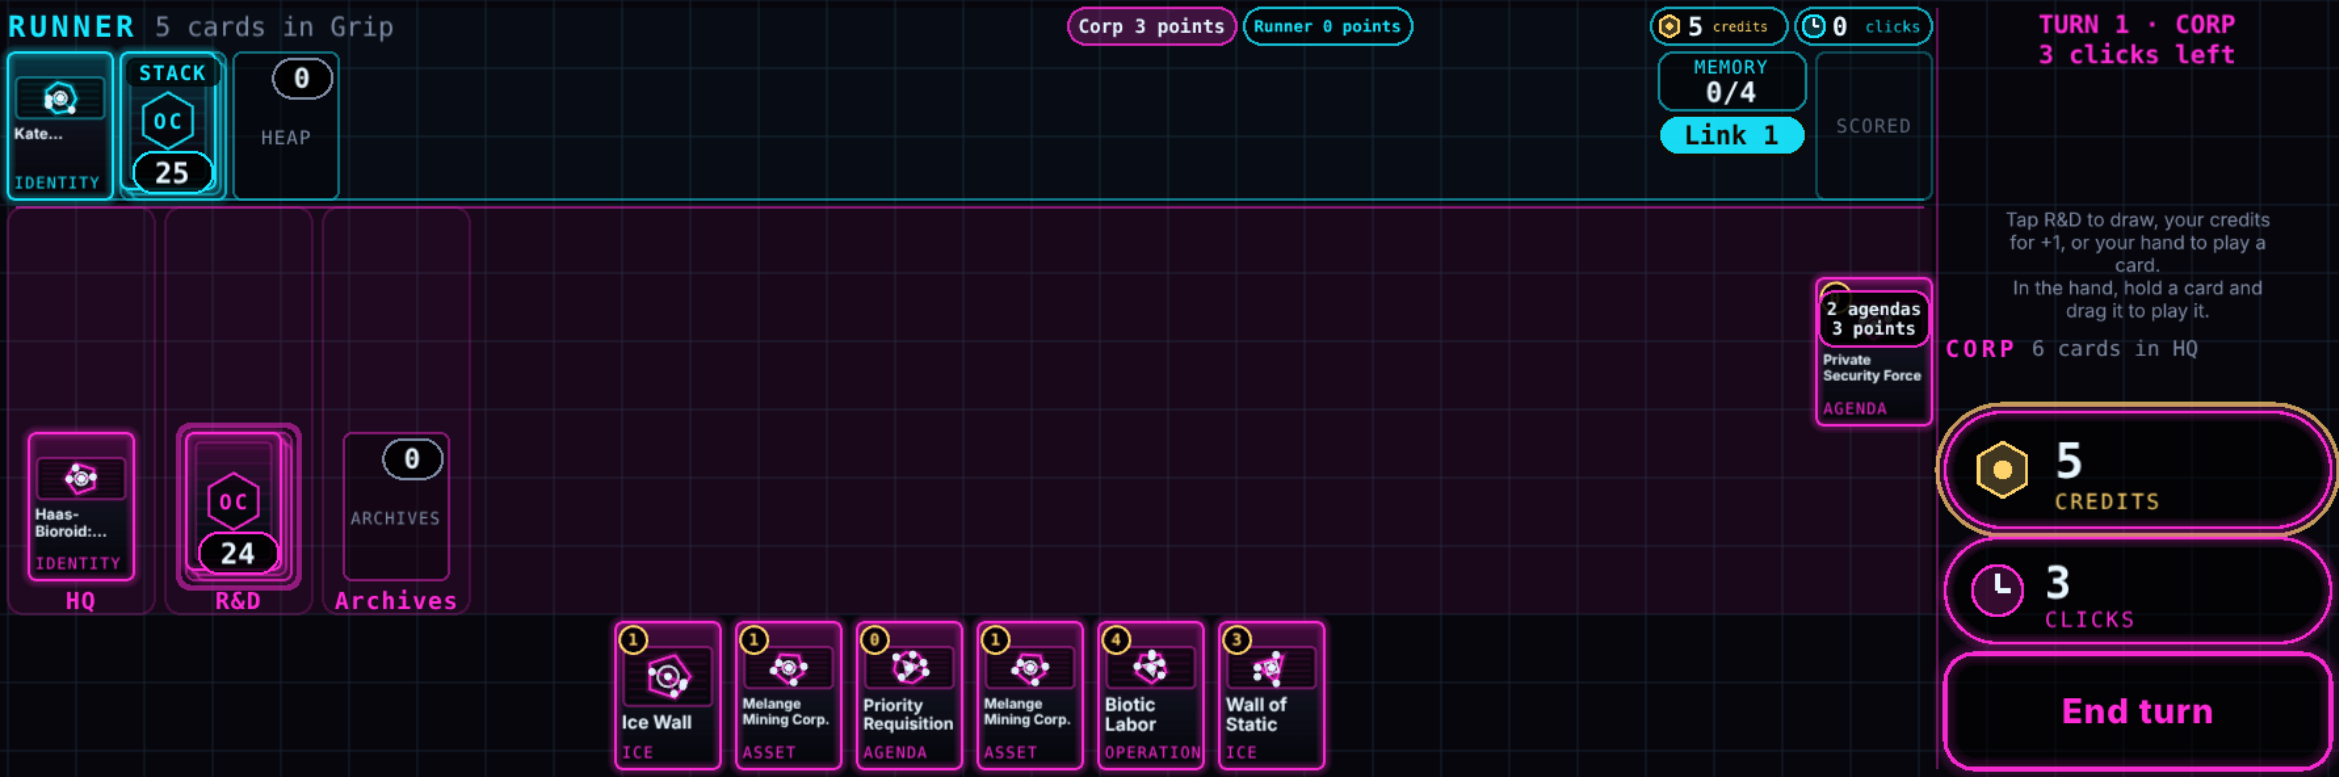 RUNNER 5 cards in Grip
Corp 3 points
Runner 0 points
5 credits
0 clicks
TURN 1 · CORP
3 clicks left
Kate...
IDENTITY
STACK
OC
25
0
HEAP
MEMORY
0/4
Link 1
SCORED
Tap R&D to draw, your credits
for +1, or your hand to play a
card.
In the hand, hold a card and
drag it to play it.
2 agendas
3 points
Private
Security Force
AGENDA
CORP 6 cards in HQ
Haas-
Bioroid:...
IDENTITY
HQ
OC
24
R&D
0
ARCHIVES
Archives
5
CREDITS
3
CLICKS
End turn
1
Ice Wall
ICE
1
Melange
Mining Corp.
ASSET
0
Priority
Requisition
AGENDA
1
Melange
Mining Corp.
ASSET
4
Biotic
Labor
OPERATION
3
Wall of
Static
ICE